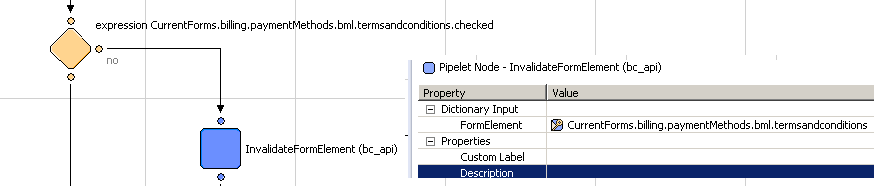 expression CurrentForms.billing.paymentMethods.bml.termsandconditions.checked
no
InvalidateFormElement (bc_api)
Pipelet Node - InvalidateFormElement (bc_api)
Property Value
Dictionary Input
FormElement CurrentForms.billing.paymentMethods.bml.termsandconditions
Properties
Custom Label
Description